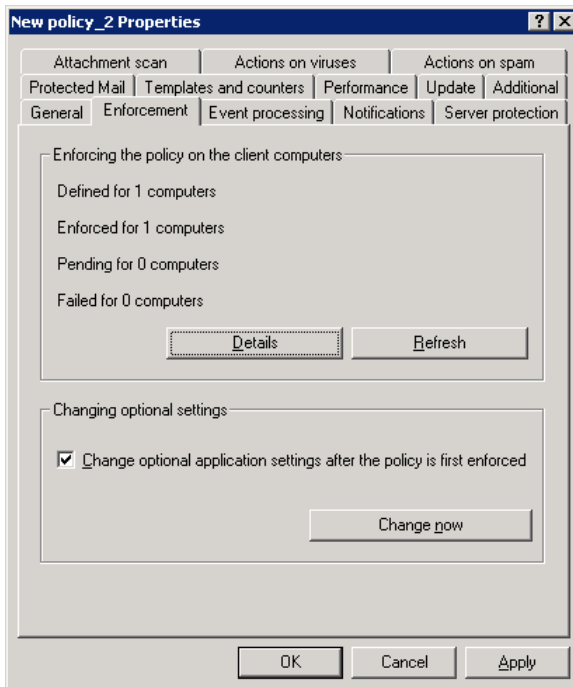 New policy_2 Properties
Attachment scan Actions on viruses Actions on spam
Protected Mail Templates and counters Performance Update Additional
General Enforcement Event processing Notifications Server protection
Enforcing the policy on the client computers
Defined for 1 computers
Enforced for 1 computers
Pending for 0 computers
Failed for 0 computers
Details Refresh
Changing optional settings
Change optional application settings after the policy is first enforced
Change now
OK Cancel Apply